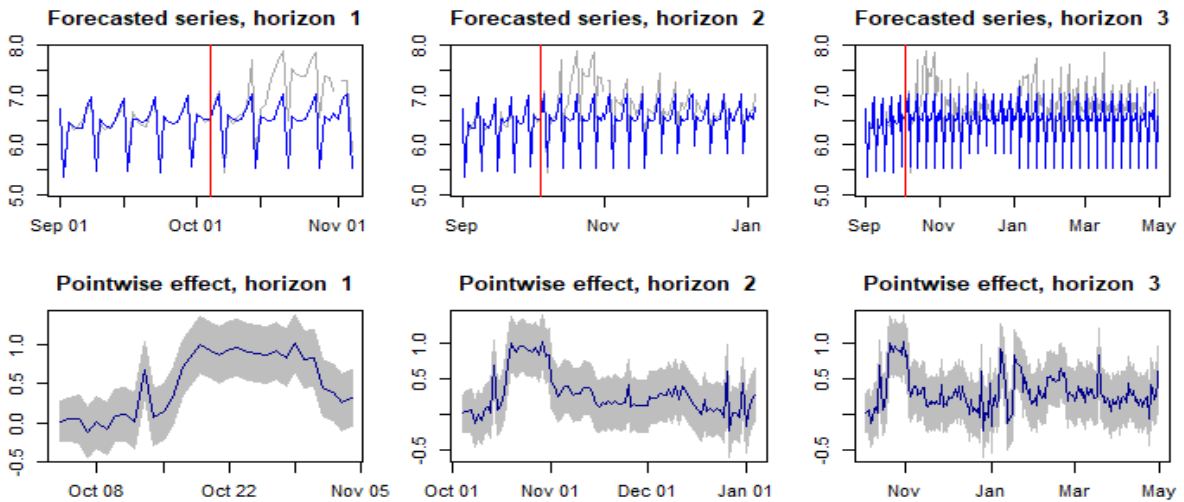 Forecasted series, horizon 1
8.0
7.0
6.0
5.0
Sep 01
Oct 01
Nov 01
Forecasted series, horizon 2
8.0
7.0
6.0
5.0
Sep
Nov
Jan
Forecasted series, horizon 3
8.0
7.0
6.0
5.0
Sep
Nov
Jan
Mar
May
Pointwise effect, horizon 1
1.0
0.5
0.0
-0.5
Oct 08
Oct 22
Nov 05
Pointwise effect, horizon 2
1.0
0.5
-0.5
Oct 01
Nov 01
Dec 01
Jan 01
Pointwise effect, horizon 3
1.0
0.5
-0.5
Nov
Jan
Mar
May